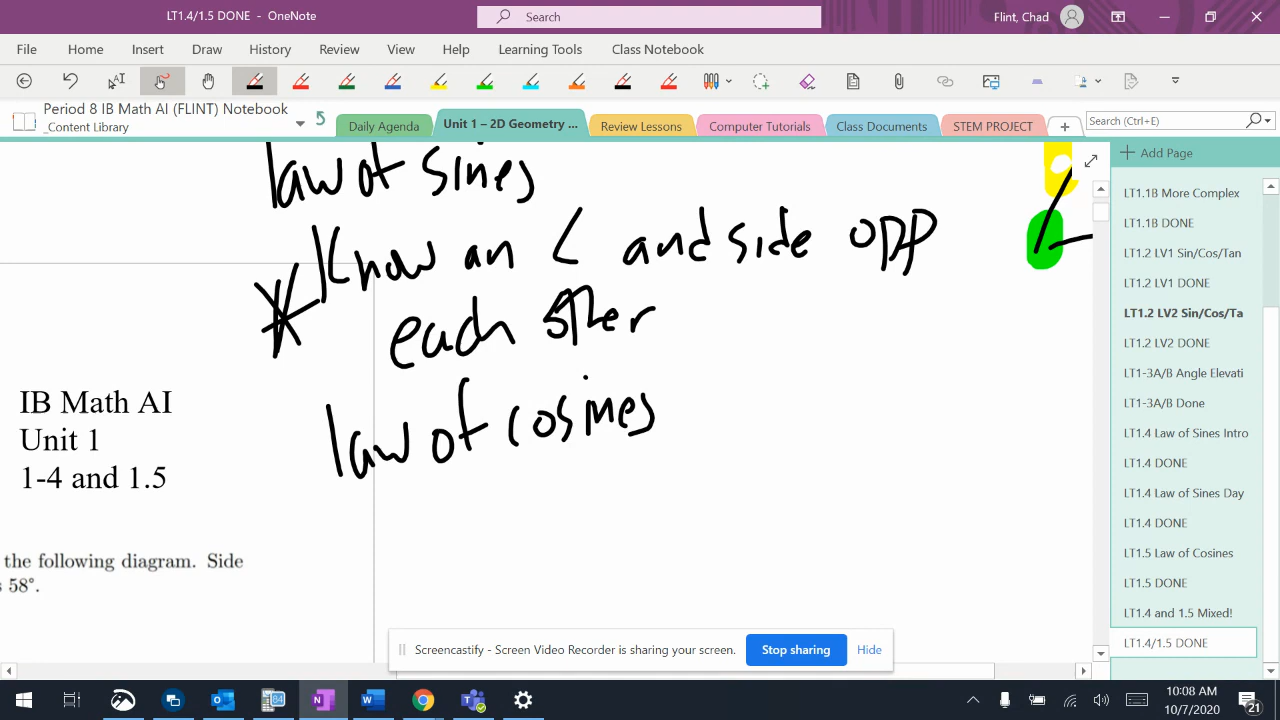 LT1.4/1.5 DONE - OneNote
Search
Flint, Chad
File Home Insert Draw History Review View Help Learning Tools Class Notebook
Period 8 IB Math AI (FLINT) Notebook
_Content Library
Daily Agenda
Unit 1 – 2D Geometry ...
Review Lessons
Computer Tutorials
Class Documents
STEM PROJECT
Search (Ctrl+E)
Add Page
LT1.1B More Complex
LT1.1B DONE
LT1.2 LV1 Sin/Cos/Tan
LT1.2 LV1 DONE
LT1.2 LV2 Sin/Cos/Ta
LT1.2 LV2 DONE
LT1-3A/B Angle Elevati
LT1-3A/B Done
LT1.4 Law of Sines Intro
LT1.4 DONE
LT1.4 Law of Sines Day
LT1.4 DONE
LT1.5 Law of Cosines
LT1.5 DONE
LT1.4 and 1.5 Mixed!
LT1.4/1.5 DONE
law of sines
* Know an < and side opp
each other
law of cosines
IB Math AI
Unit 1
1-4 and 1.5
the following diagram. Side
s 58°.
Screencastify - Screen Video Recorder is sharing your screen.
Stop sharing
Hide
10:08 AM
10/7/2020
21